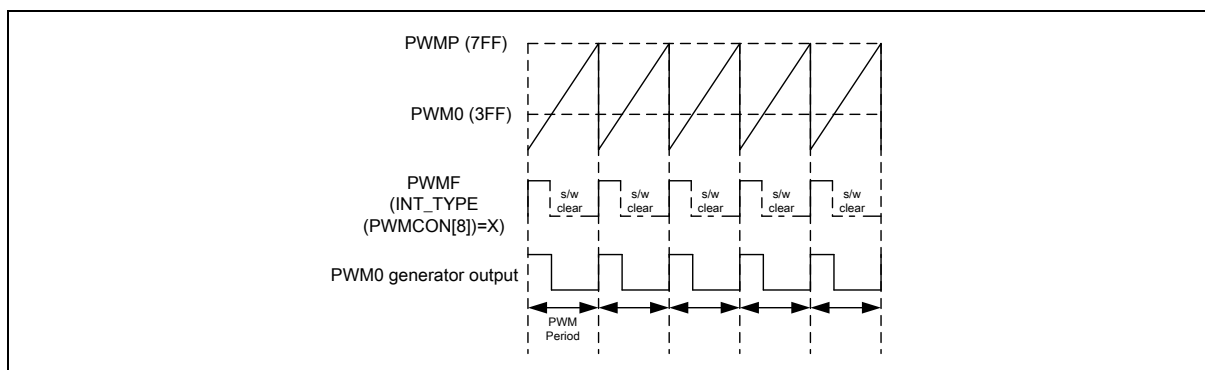 PWMP (7FF)
PWM0 (3FF)
PWMF
(INT_TYPE
(PWMCON[8])=X)
s/w
clear
s/w
clear
s/w
clear
s/w
clear
s/w
clear
PWM0 generator output
PWM
Period